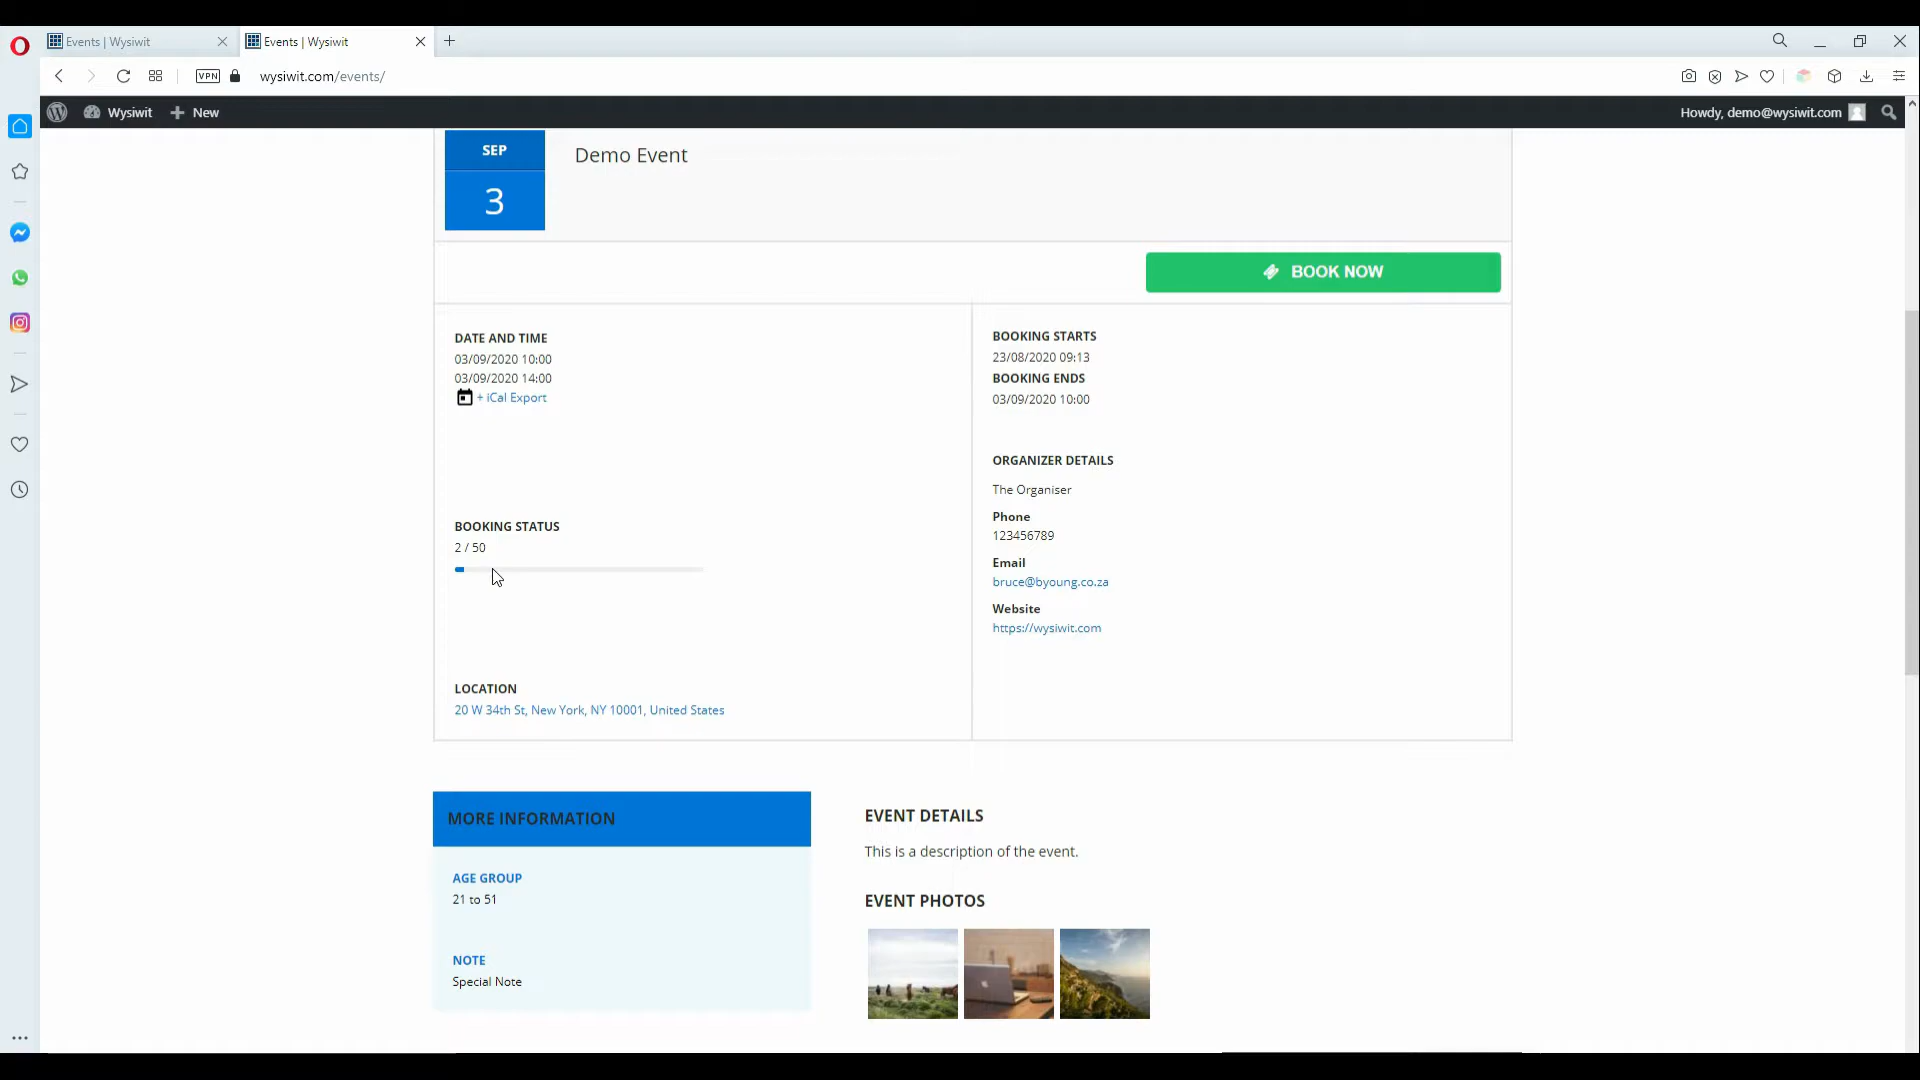 Events | Wysiwit
Events | Wysiwit
VPN
wysiwit.com/events/
Wysiwit
New
Howdy, demo@wysiwit.com
SEP
3
Demo Event
BOOK NOW
DATE AND TIME
03/09/2020 10:00
03/09/2020 14:00
+ iCal Export
BOOKING STATUS
2 / 50
LOCATION
20 W 34th St, New York, NY 10001, United States
BOOKING STARTS
23/08/2020 09:13
BOOKING ENDS
03/09/2020 10:00
ORGANIZER DETAILS
The Organiser
Phone
123456789
Email
bruce@byoung.co.za
Website
https://wysiwit.com
MORE INFORMATION
AGE GROUP
21 to 51
NOTE
Special Note
EVENT DETAILS
This is a description of the event.
EVENT PHOTOS